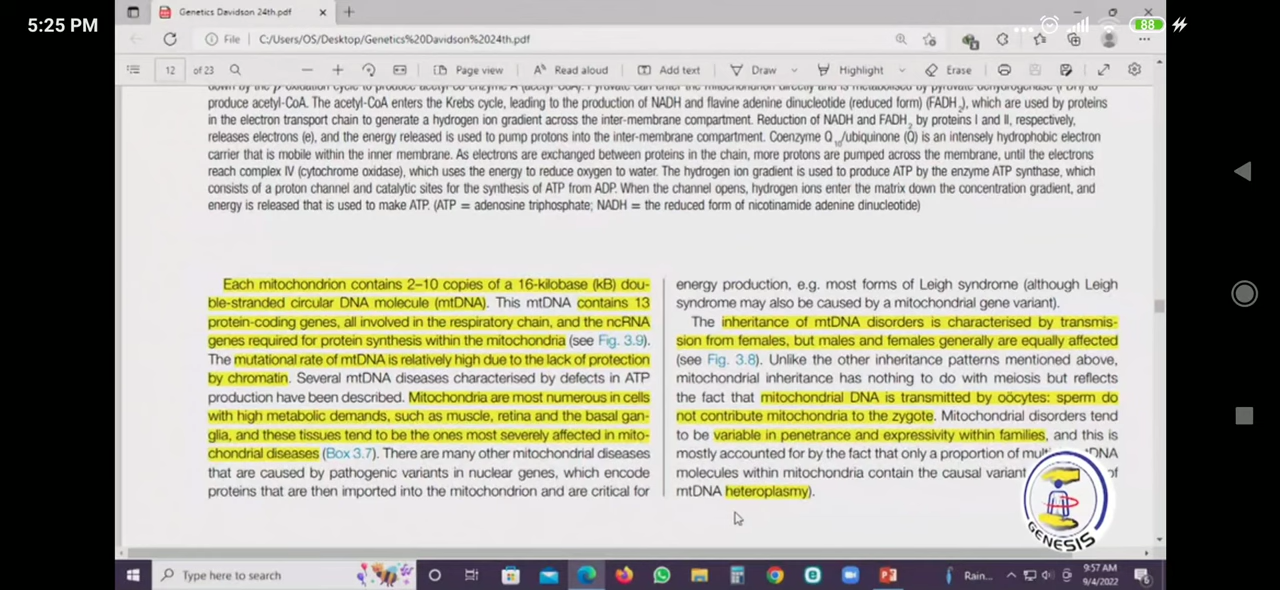 5:25 PM
88
Genetics Davidson 24th.pdf
File
C:/Users/OS/Desktop/Genetics%20Davidson%2024th.pdf
12 of 23
Page view
Read aloud
Add text
Draw
Highlight
Erase
produce acetyl-CoA. The acetyl-CoA enters the Krebs cycle, leading to the production of NADH and flavine adenine dinucleotide (reduced form) (FADH2), which are used by proteins
in the electron transport chain to generate a hydrogen ion gradient across the inter-membrane compartment. Reduction of NADH and FADH2 by proteins I and II, respectively,
releases electrons (e), and the energy released is used to pump protons into the inter-membrane compartment. Coenzyme Q10/ubiquinone (Q) is an intensely hydrophobic electron
carrier that is mobile within the inner membrane. As electrons are exchanged between proteins in the chain, more protons are pumped across the membrane, until the electrons
reach complex IV (cytochrome oxidase), which uses the energy to reduce oxygen to water. The hydrogen ion gradient is used to produce ATP by the enzyme ATP synthase, which
consists of a proton channel and catalytic sites for the synthesis of ATP from ADP. When the channel opens, hydrogen ions enter the matrix down the concentration gradient, and
energy is released that is used to make ATP. (ATP = adenosine triphosphate; NADH = the reduced form of nicotinamide adenine dinucleotide)
Each mitochondrion contains 2–10 copies of a 16-kilobase (kB) dou-
ble-stranded circular DNA molecule (mtDNA). This mtDNA contains 13
protein-coding genes, all involved in the respiratory chain, and the ncRNA
genes required for protein synthesis within the mitochondria (see Fig. 3.9).
The mutational rate of mtDNA is relatively high due to the lack of protection
by chromatin. Several mtDNA diseases characterised by defects in ATP
production have been described. Mitochondria are most numerous in cells
with high metabolic demands, such as muscle, retina and the basal gan-
glia, and these tissues tend to be the ones most severely affected in mito-
chondrial diseases (Box 3.7). There are many other mitochondrial diseases
that are caused by pathogenic variants in nuclear genes, which encode
proteins that are then imported into the mitochondrion and are critical for
energy production, e.g. most forms of Leigh syndrome (although Leigh
syndrome may also be caused by a mitochondrial gene variant).
The inheritance of mtDNA disorders is characterised by transmis-
sion from females, but males and females generally are equally affected
(see Fig. 3.8). Unlike the other inheritance patterns mentioned above,
mitochondrial inheritance has nothing to do with meiosis but reflects
the fact that mitochondrial DNA is transmitted by oöcytes: sperm do
not contribute mitochondria to the zygote. Mitochondrial disorders tend
to be variable in penetrance and expressivity within families, and this is
mostly accounted for by the fact that only a proportion of DNA
molecules within mitochondria contain the causal variant of
mtDNA heteroplasmy).
GENESIS
Type here to search
Rain...
9:57 AM
9/4/2022